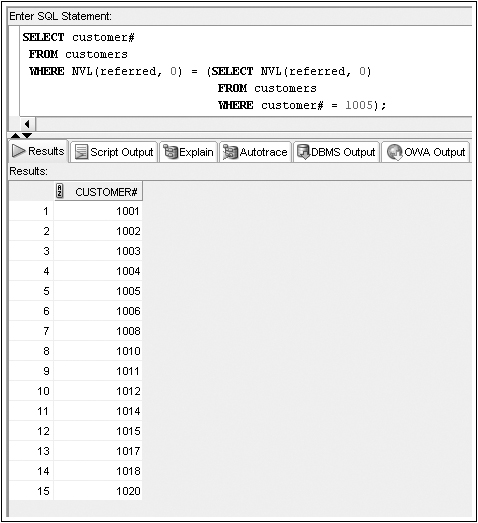 Enter SQL Statement:
SELECT customer#
FROM customers
WHERE NVL(referred, 0) = (SELECT NVL(referred, 0)
FROM customers
WHERE customer# = 1005);
Results Script Output Explain Autotrace DBMS Output OWA Output
Results:
CUSTOMER#
1 1001
2 1002
3 1003
4 1004
5 1005
6 1006
7 1008
8 1010
9 1011
10 1012
11 1014
12 1015
13 1017
14 1018
15 1020